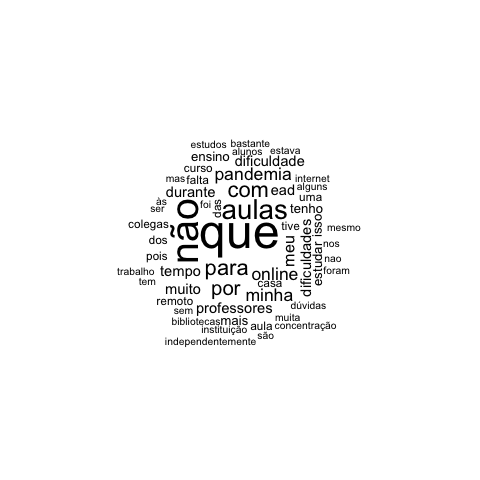 estudos bastante
ensino alunos estava
dificuldade
curso pandemia
mas falta internet
com ead alguns
durante uma
às foi das aulas tenho
ser
não que tive isso
colegas mesmo
dos meu nos
pois dificuldades estudar
nao
trabalho tempo para online foram
tem casa
muito por minha
remoto dúvidas
sem professores
bibliotecas mais muita
instituição aula concentração
são
independentemente